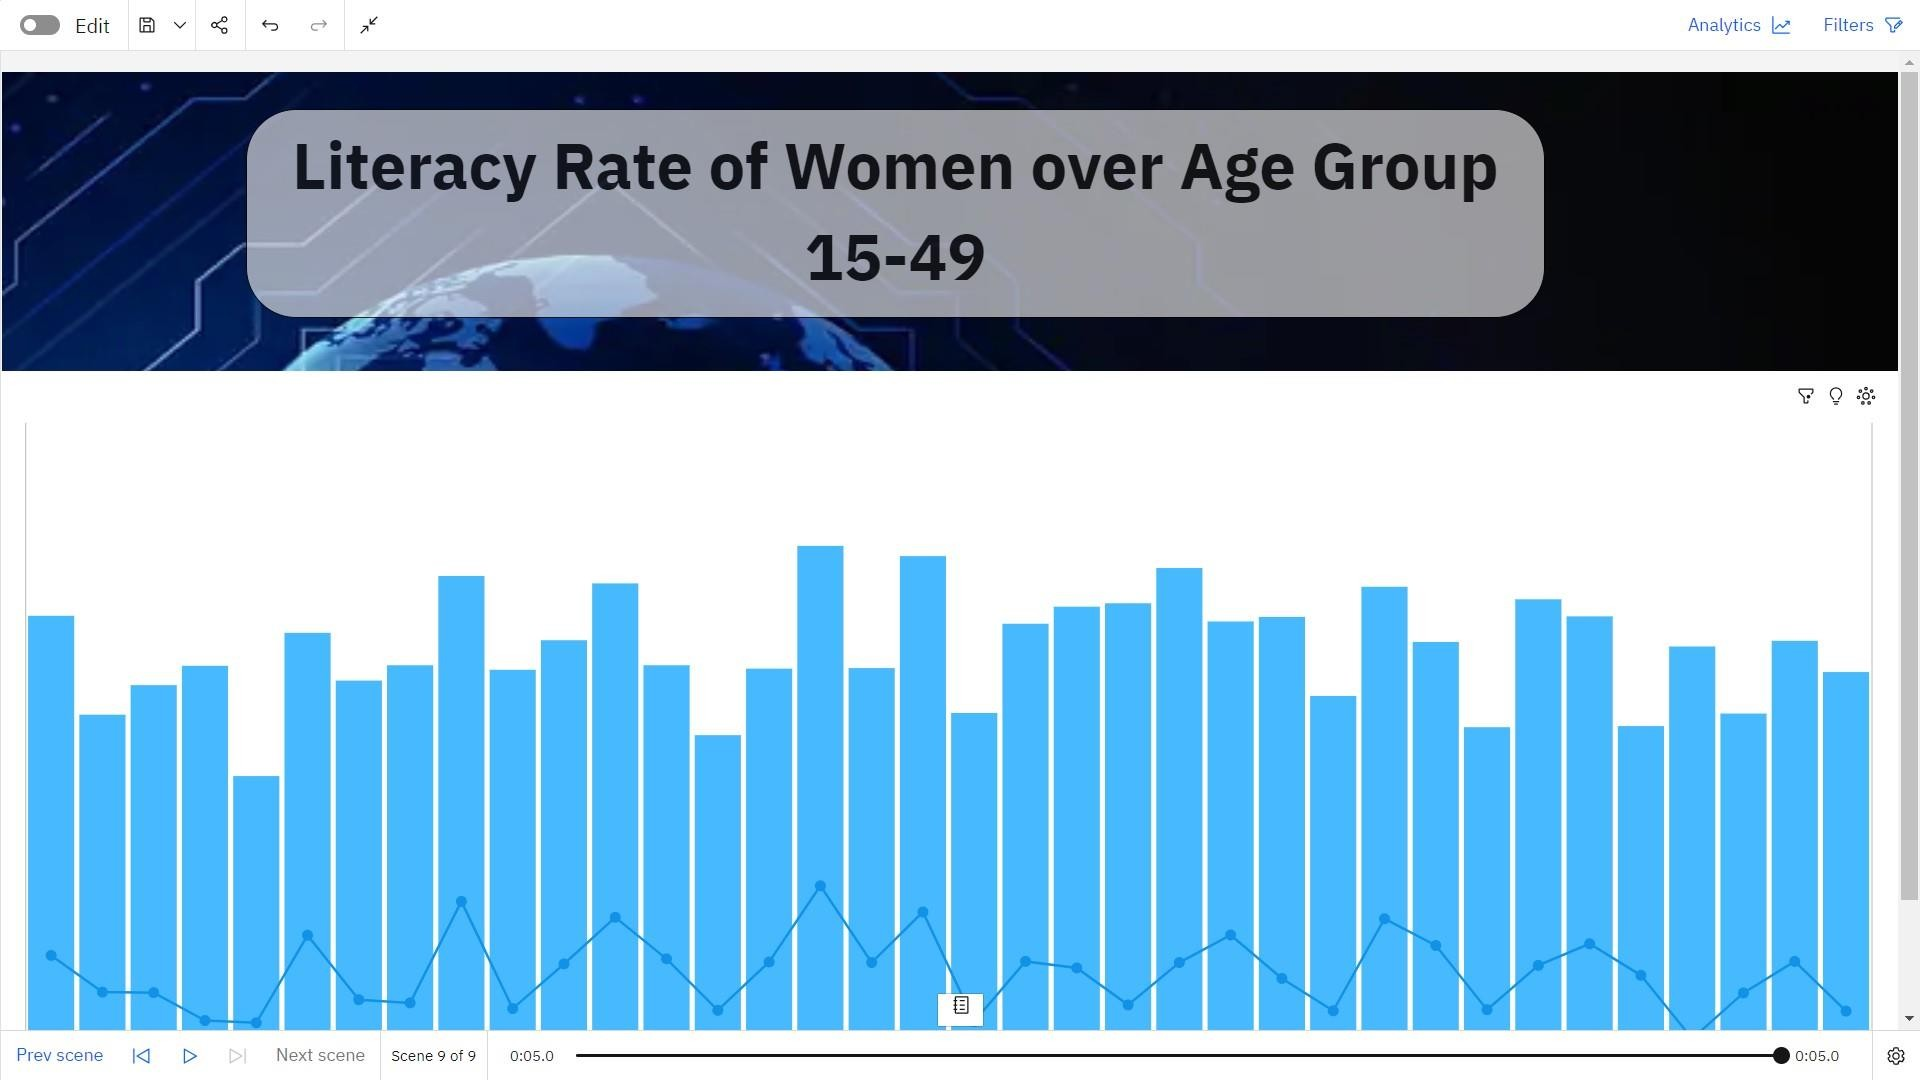 Edit
Analytics
Filters
Literacy Rate of Women over Age Group
15-49
Prev scene
Next scene
Scene 9 of 9
0:05.0
0:05.0